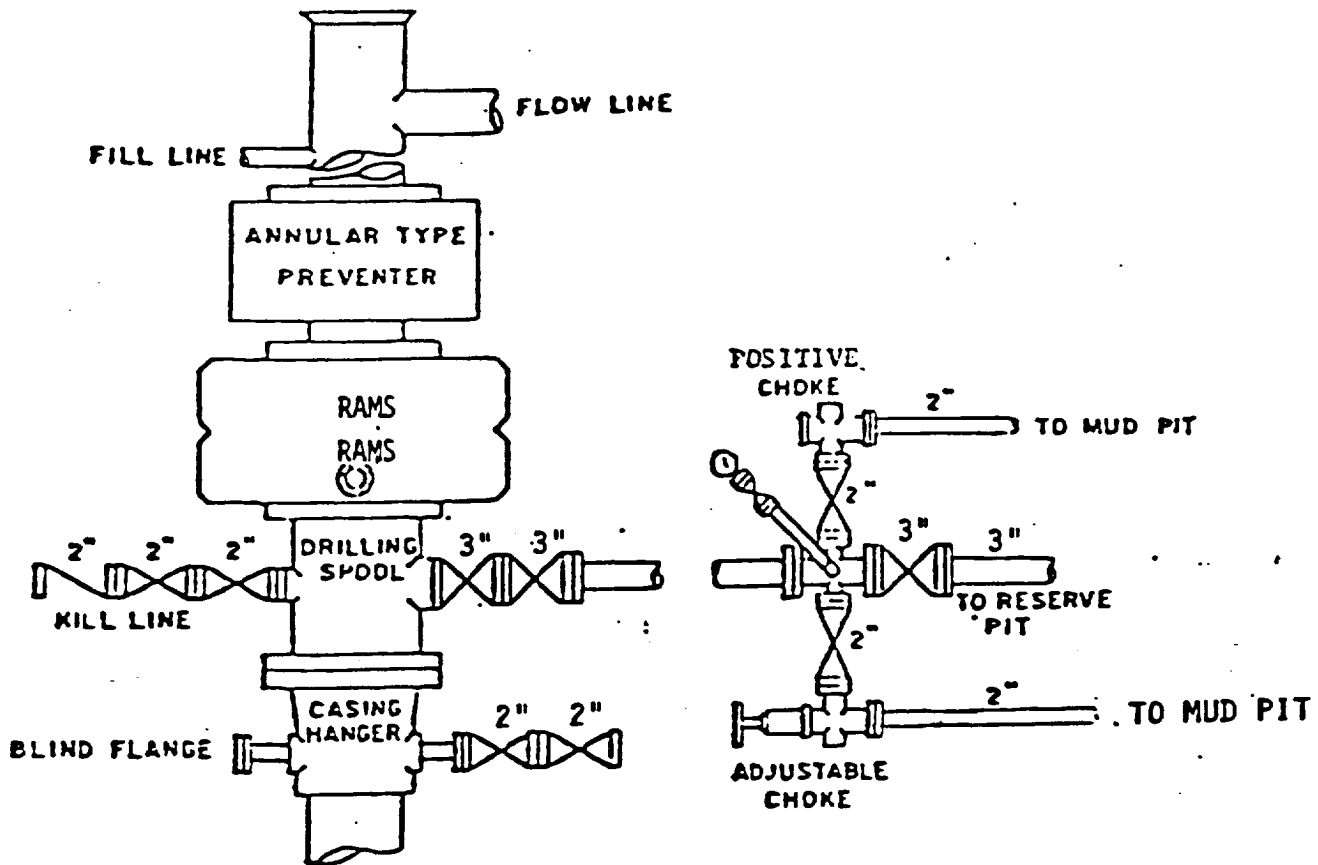 FLOW LINE
FILL LINE
ANNULAR TYPE
PREVENTER
RAMS
RAMS
2" 2" 2"
DRILLING
SPOOL
3" 3"
KILL LINE
CASING
HANGER
2" 2"
BLIND FLANGE
POSITIVE
CHOKE
2"
TO MUD PIT
2"
3" 3"
TO RESERVE
PIT
2"
2"
TO MUD PIT
ADJUSTABLE
CHOKE